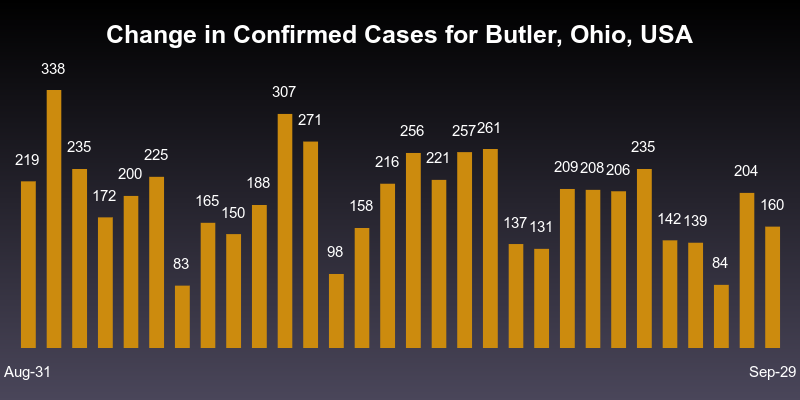 Change in Confirmed Cases for Butler, Ohio, USA
219 338 235 172 200 225 83 165 150 188 307 271 98 158 216 256 221 257 261 137 131 209 208 206 235 142 139 84 204 160
Aug-31 Sep-29